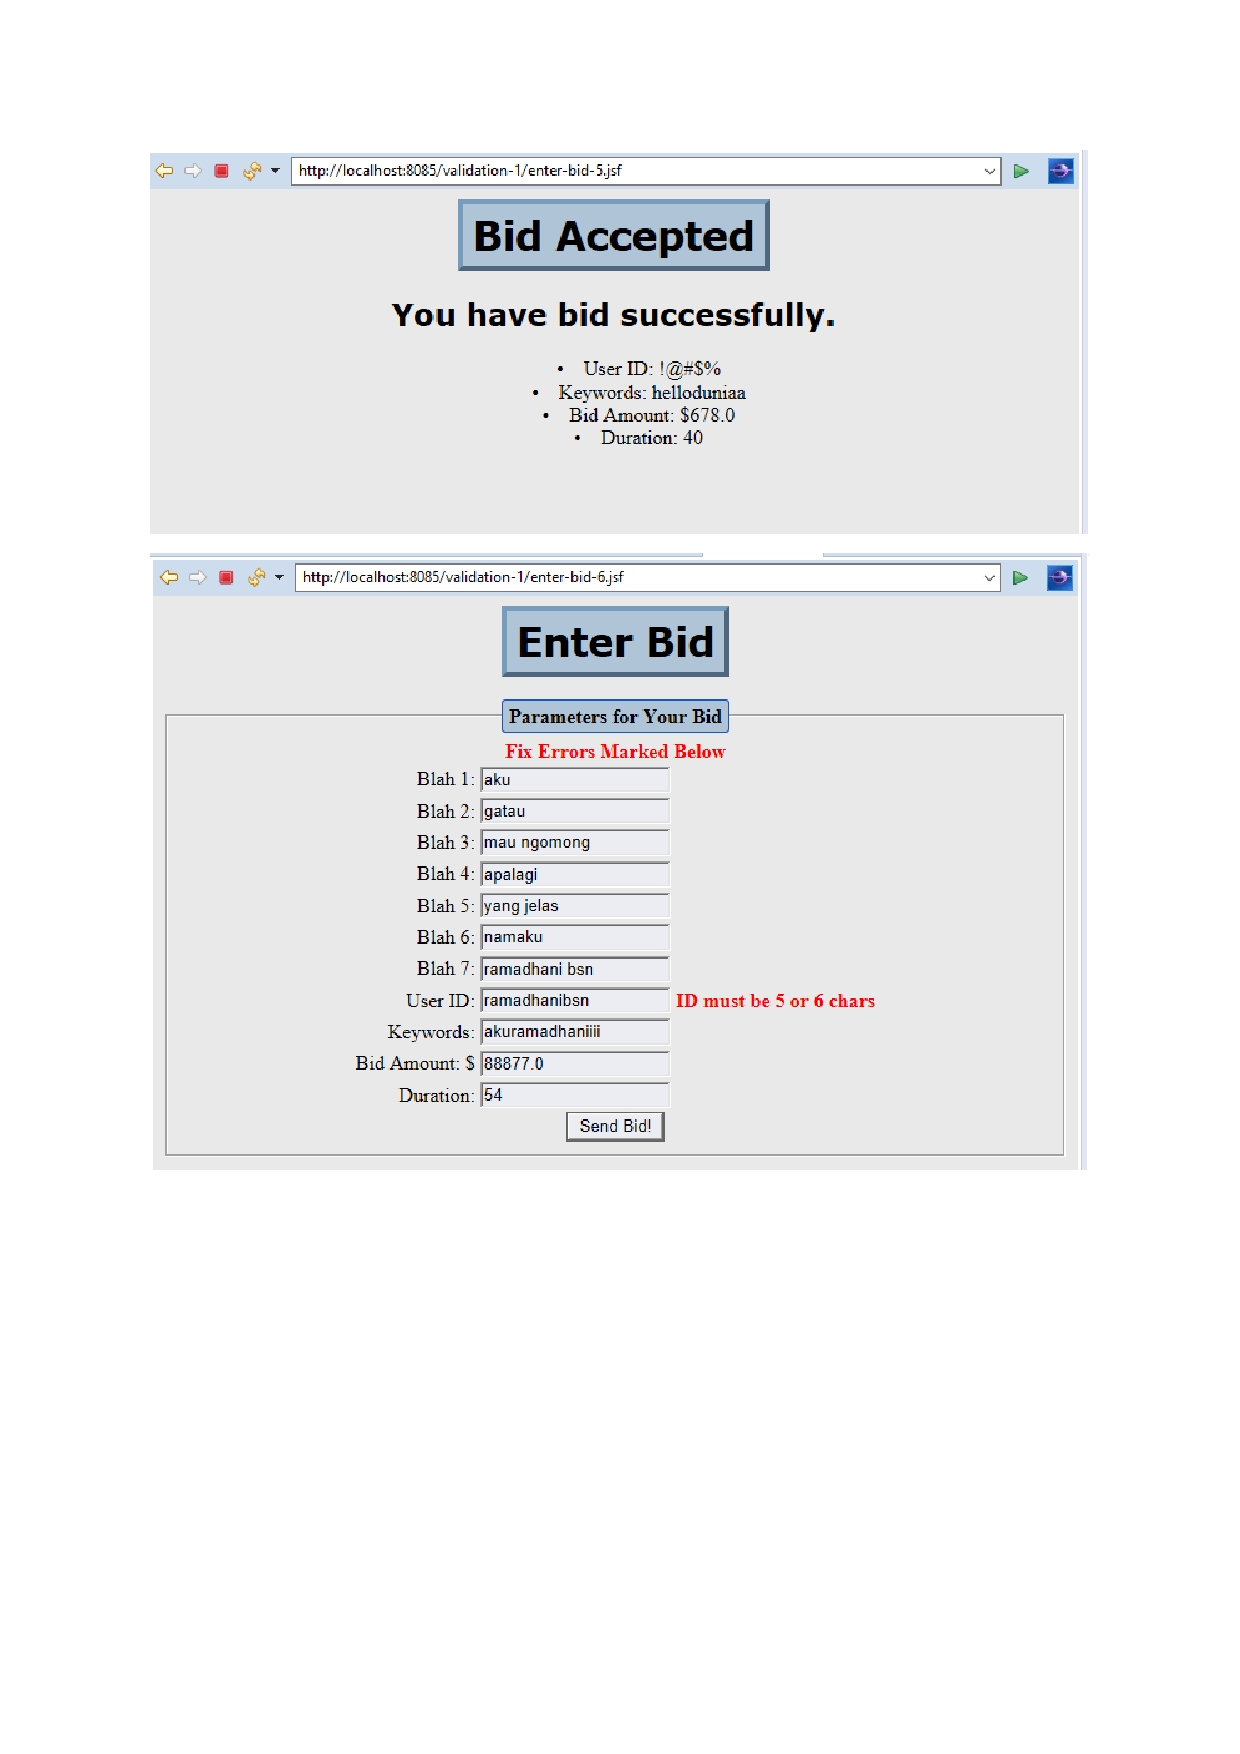 http://localhost:8085/validation-1/enter-bid-5.jsf
Bid Accepted
You have bid successfully.
• User ID: !@#$%
• Keywords: helloduniaa
• Bid Amount: $678.0
• Duration: 40
http://localhost:8085/validation-1/enter-bid-6.jsf
Enter Bid
Parameters for Your Bid
Fix Errors Marked Below
Blah 1: aku
Blah 2: gatau
Blah 3: mau ngomong
Blah 4: apalagi
Blah 5: yang jelas
Blah 6: namaku
Blah 7: ramadhani bsn
User ID: ramadhanibsn ID must be 5 or 6 chars
Keywords: akuramadhaniiii
Bid Amount: $ 88877.0
Duration: 54
Send Bid!